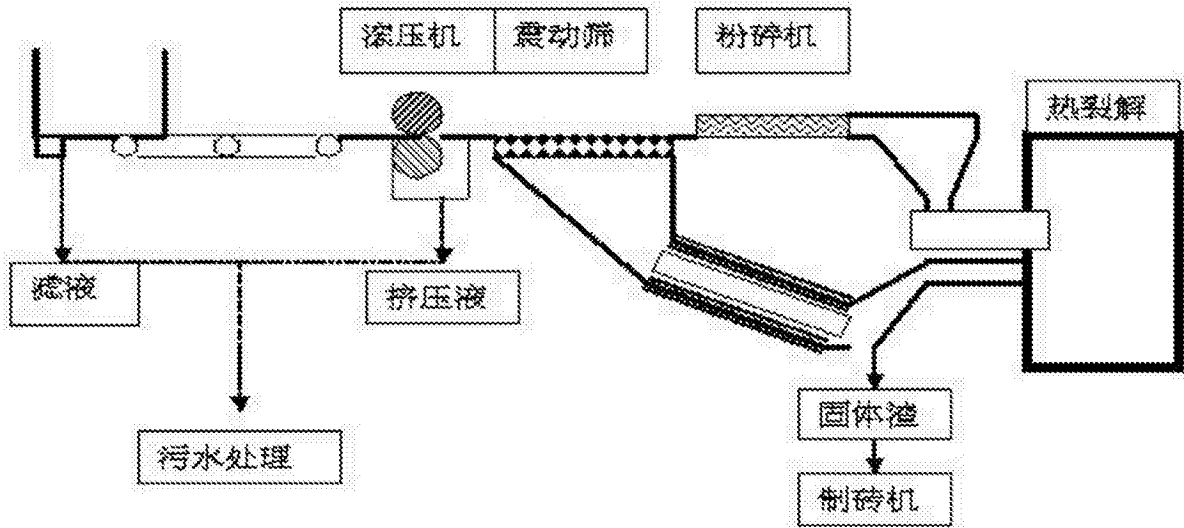 滚压机 震动筛 粉碎机
热裂解
滤液 挤压液
污水处理
固体渣
制砖机